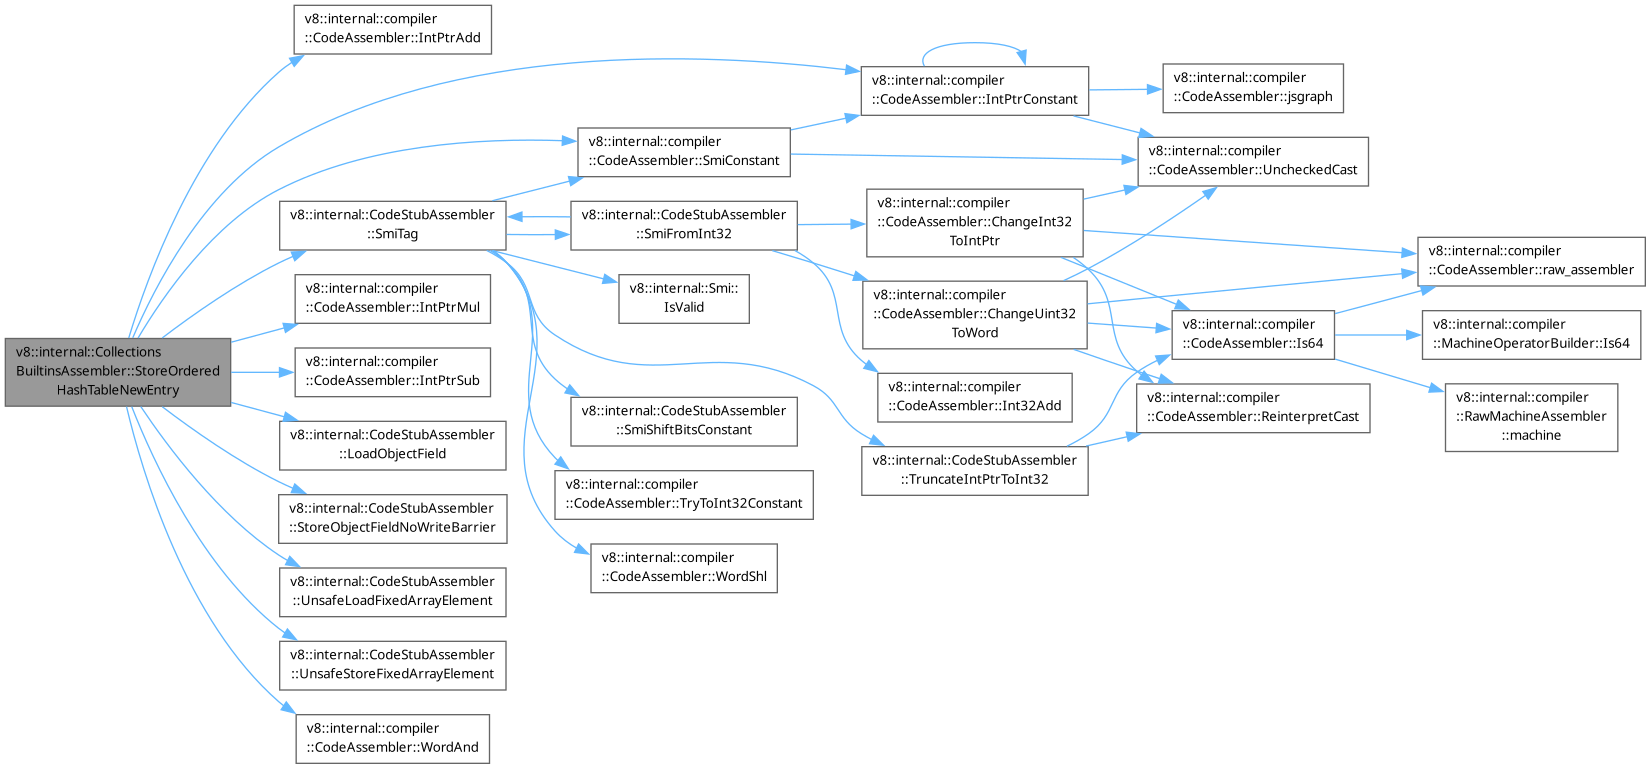 v8::internal::Collections
BuiltinsAssembler::StoreOrdered
HashTableNewEntry
v8::internal::compiler
::CodeAssembler::IntPtrAdd
v8::internal::CodeStubAssembler
::SmiTag
v8::internal::compiler
::CodeAssembler::IntPtrMul
v8::internal::compiler
::CodeAssembler::IntPtrSub
v8::internal::CodeStubAssembler
::LoadObjectField
v8::internal::CodeStubAssembler
::StoreObjectFieldNoWriteBarrier
v8::internal::CodeStubAssembler
::UnsafeLoadFixedArrayElement
v8::internal::CodeStubAssembler
::UnsafeStoreFixedArrayElement
v8::internal::compiler
::CodeAssembler::WordAnd
v8::internal::compiler
::CodeAssembler::SmiConstant
v8::internal::CodeStubAssembler
::SmiFromInt32
v8::internal::Smi::
IsValid
v8::internal::CodeStubAssembler
::SmiShiftBitsConstant
v8::internal::compiler
::CodeAssembler::TryToInt32Constant
v8::internal::compiler
::CodeAssembler::WordShl
v8::internal::compiler
::CodeAssembler::IntPtrConstant
v8::internal::compiler
::CodeAssembler::ChangeInt32
ToIntPtr
v8::internal::compiler
::CodeAssembler::ChangeUint32
ToWord
v8::internal::compiler
::CodeAssembler::Int32Add
v8::internal::CodeStubAssembler
::TruncateIntPtrToInt32
v8::internal::compiler
::CodeAssembler::jsgraph
v8::internal::compiler
::CodeAssembler::UncheckedCast
v8::internal::compiler
::CodeAssembler::Is64
v8::internal::compiler
::CodeAssembler::ReinterpretCast
v8::internal::compiler
::CodeAssembler::raw_assembler
v8::internal::compiler
::MachineOperatorBuilder::Is64
v8::internal::compiler
::RawMachineAssembler
::machine